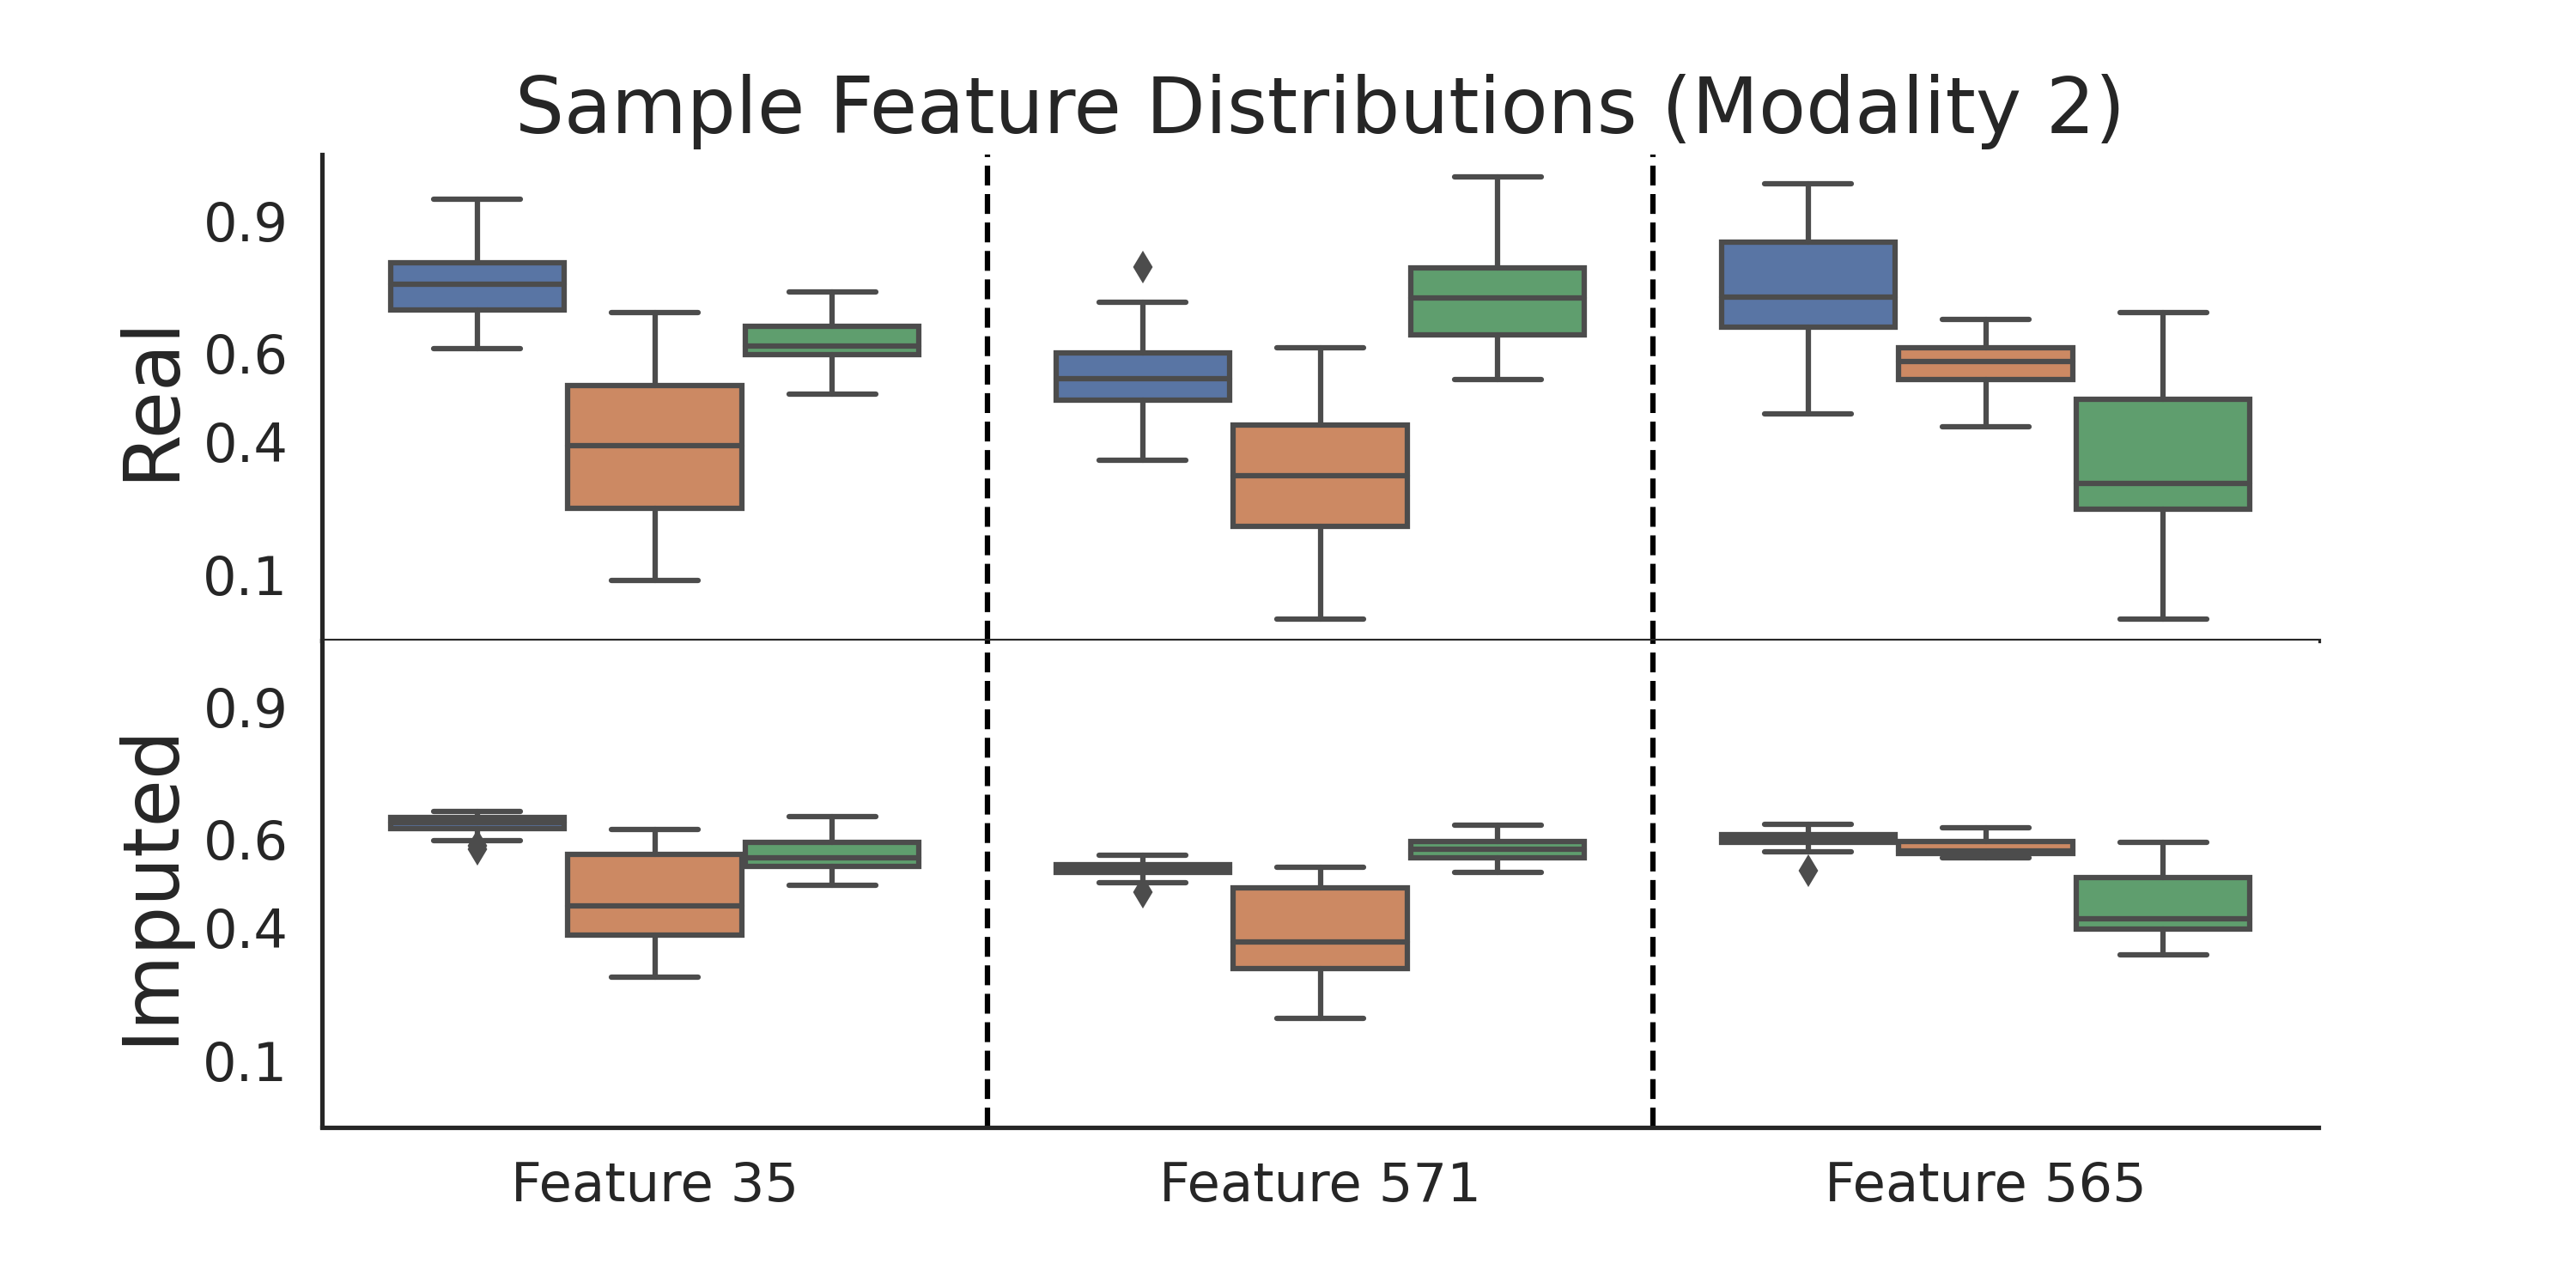 Sample Feature Distributions (Modality 2)
Real
0.9
0.6
0.4
0.1
Imputed
0.9
0.6
0.4
0.1
Feature 35
Feature 571
Feature 565